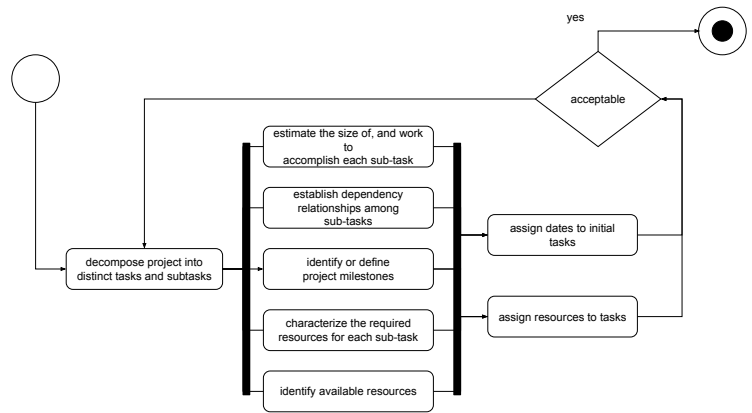 yes
acceptable
estimate the size of, and work
to
accomplish each sub-task
establish dependency
relationships among
sub-tasks
assign dates to initial
tasks
decompose project into
distinct tasks and subtasks
identify or define
project milestones
assign resources to tasks
characterize the required
resources for each sub-task
identify available resources